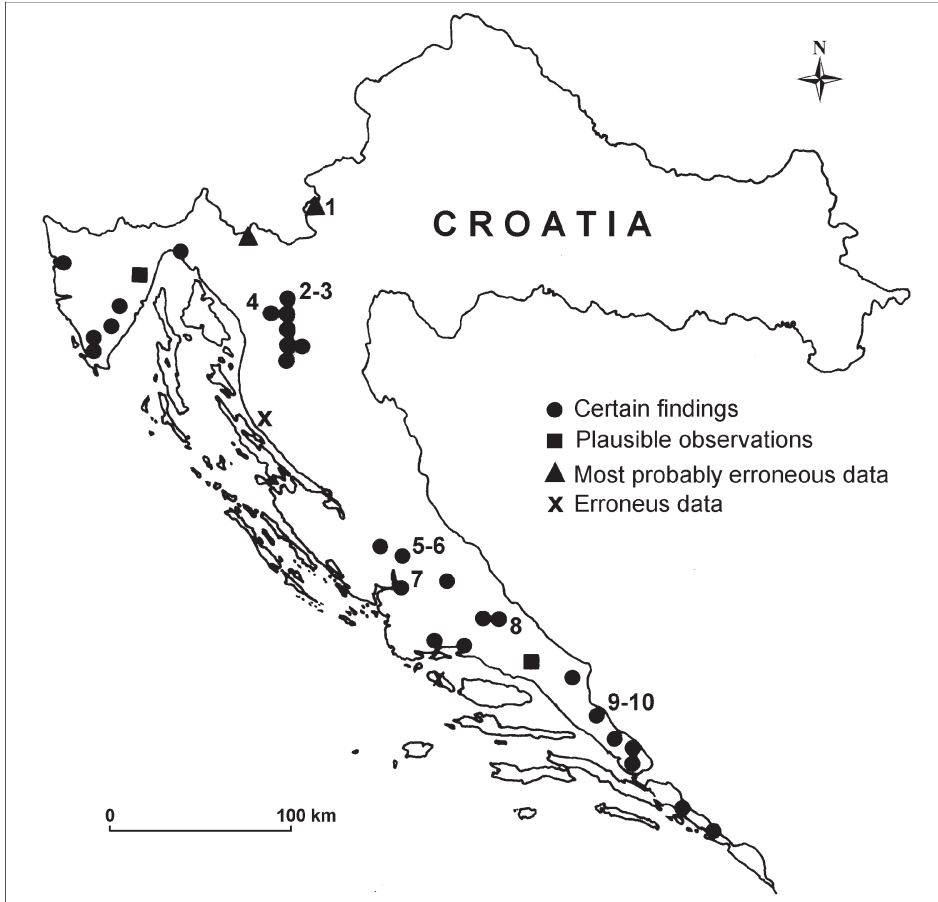 N
1
CROATIA
2-3
4
Certain findings
Plausible observations
Most probably erroneous data
x Erroneus data
x
5-6
7
8
x
9-10
0 100 km